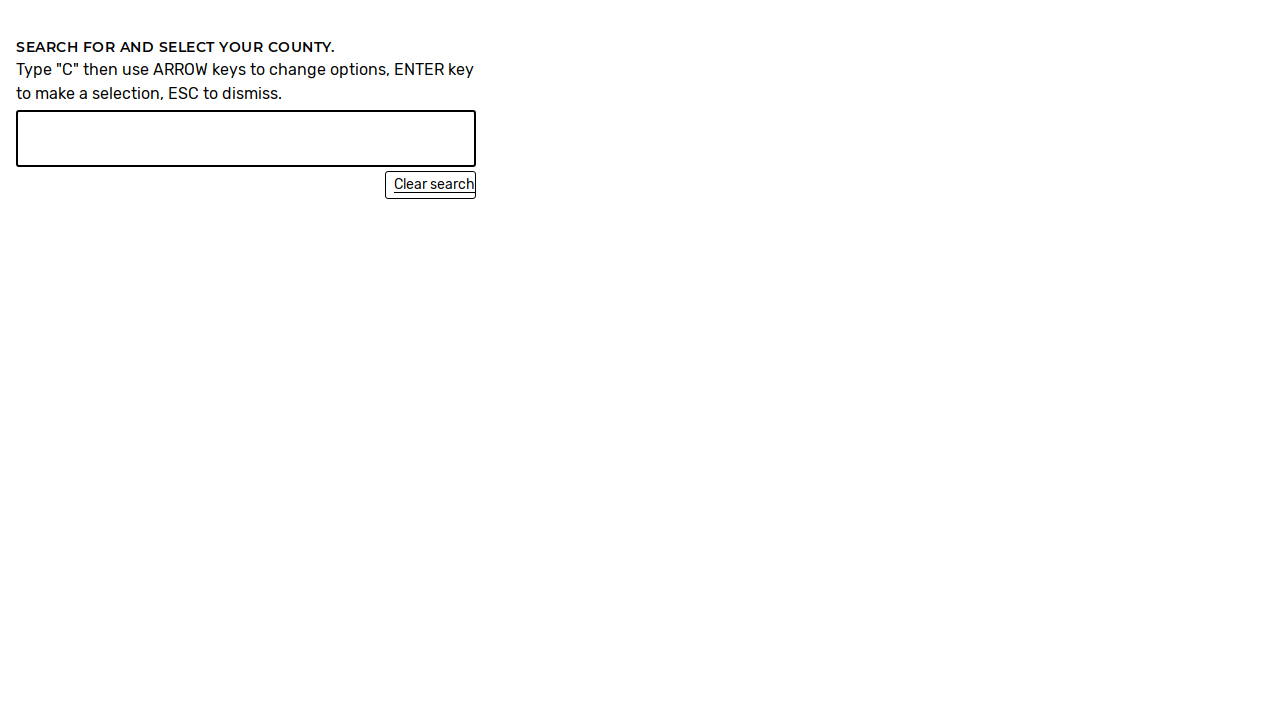 SEARCH FOR AND SELECT YOUR COUNTY.
Type "C" then use ARROW keys to change options, ENTER key
to make a selection, ESC to dismiss.
Clear search